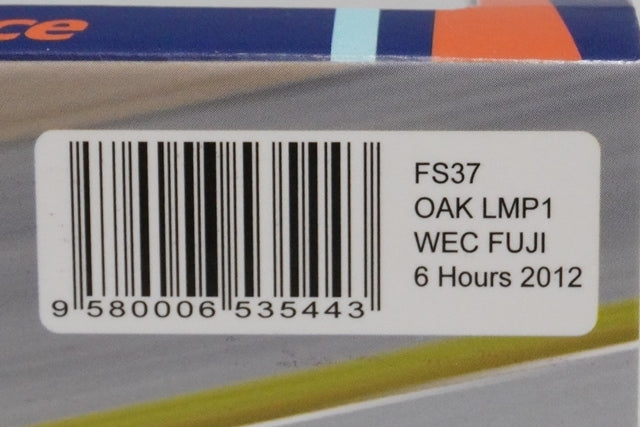 ce
FS37
OAK LMP1
WEC FUJI
6 Hours 2012
9 580006 535443